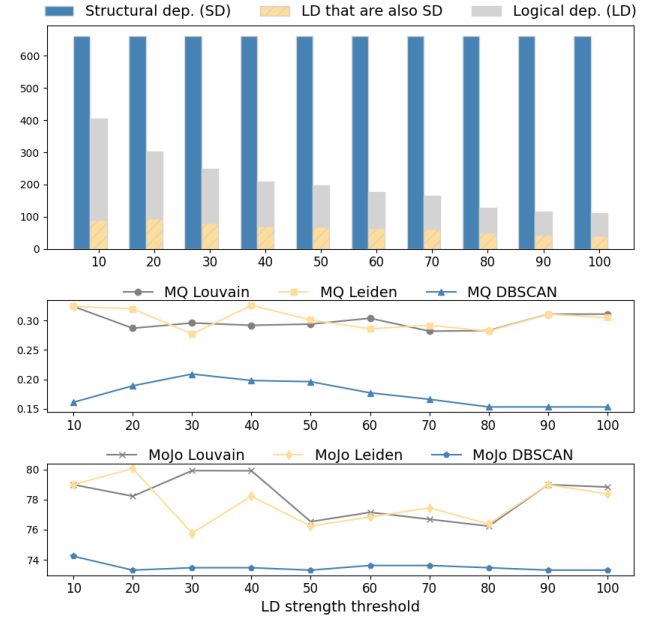 Structural dep. (SD) LD that are also SD Logical dep. (LD)
600
500
400
300
200
100
0
10 20 30 40 50 60 70 80 90 100
MQ Louvain MQ Leiden MQ DBSCAN
0.30
0.25
0.20
0.15
10 20 30 40 50 60 70 80 90 100
MoJo Louvain MoJo Leiden MoJo DBSCAN
80
78
76
74
10 20 30 40 50 60 70 80 90 100
LD strength threshold